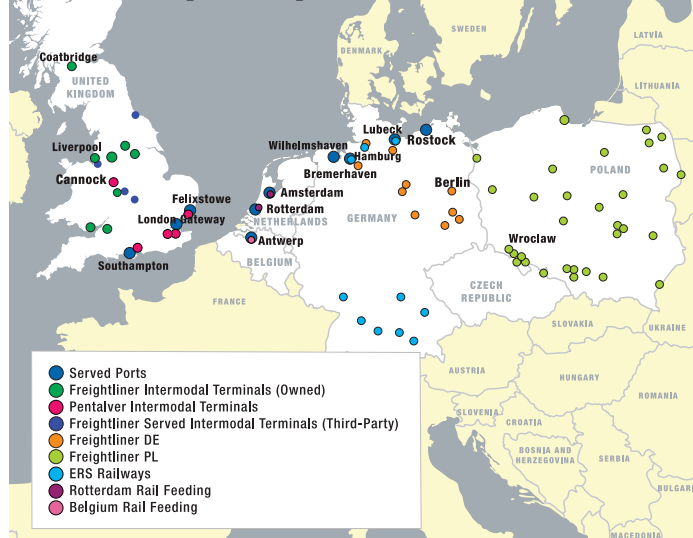 SWEDEN
LATVIA
DENMARK
Coatbridge
UNITED
KINGDOM
LITHUANIA
Lübeck
Rostock
Liverpool
Wilhelmshaven
Hamburg
Bremerhaven
POLAND
Cannock
Berlin
Felixstowe
Amsterdam
London Gateway
Rotterdam
NETHERLANDS
GERMANY
Antwerp
Wroclaw
Southampton
BELGIUM
CZECH
REPUBLIC
FRANCE
SLOVAKIA
UKRAINE
AUSTRIA
HUNGARY
ROMANIA
SLOVENIA
CROATIA
BOSNIA AND
HERZEGOVINA
SERBIA
BULGAR
MACEDONIA
Served Ports
Freightliner Intermodal Terminals (Owned)
Pentalver Intermodal Terminals
Freightliner Served Intermodal Terminals (Third-Party)
Freightliner DE
Freightliner PL
ERS Railways
Rotterdam Rail Feeding
Belgium Rail Feeding